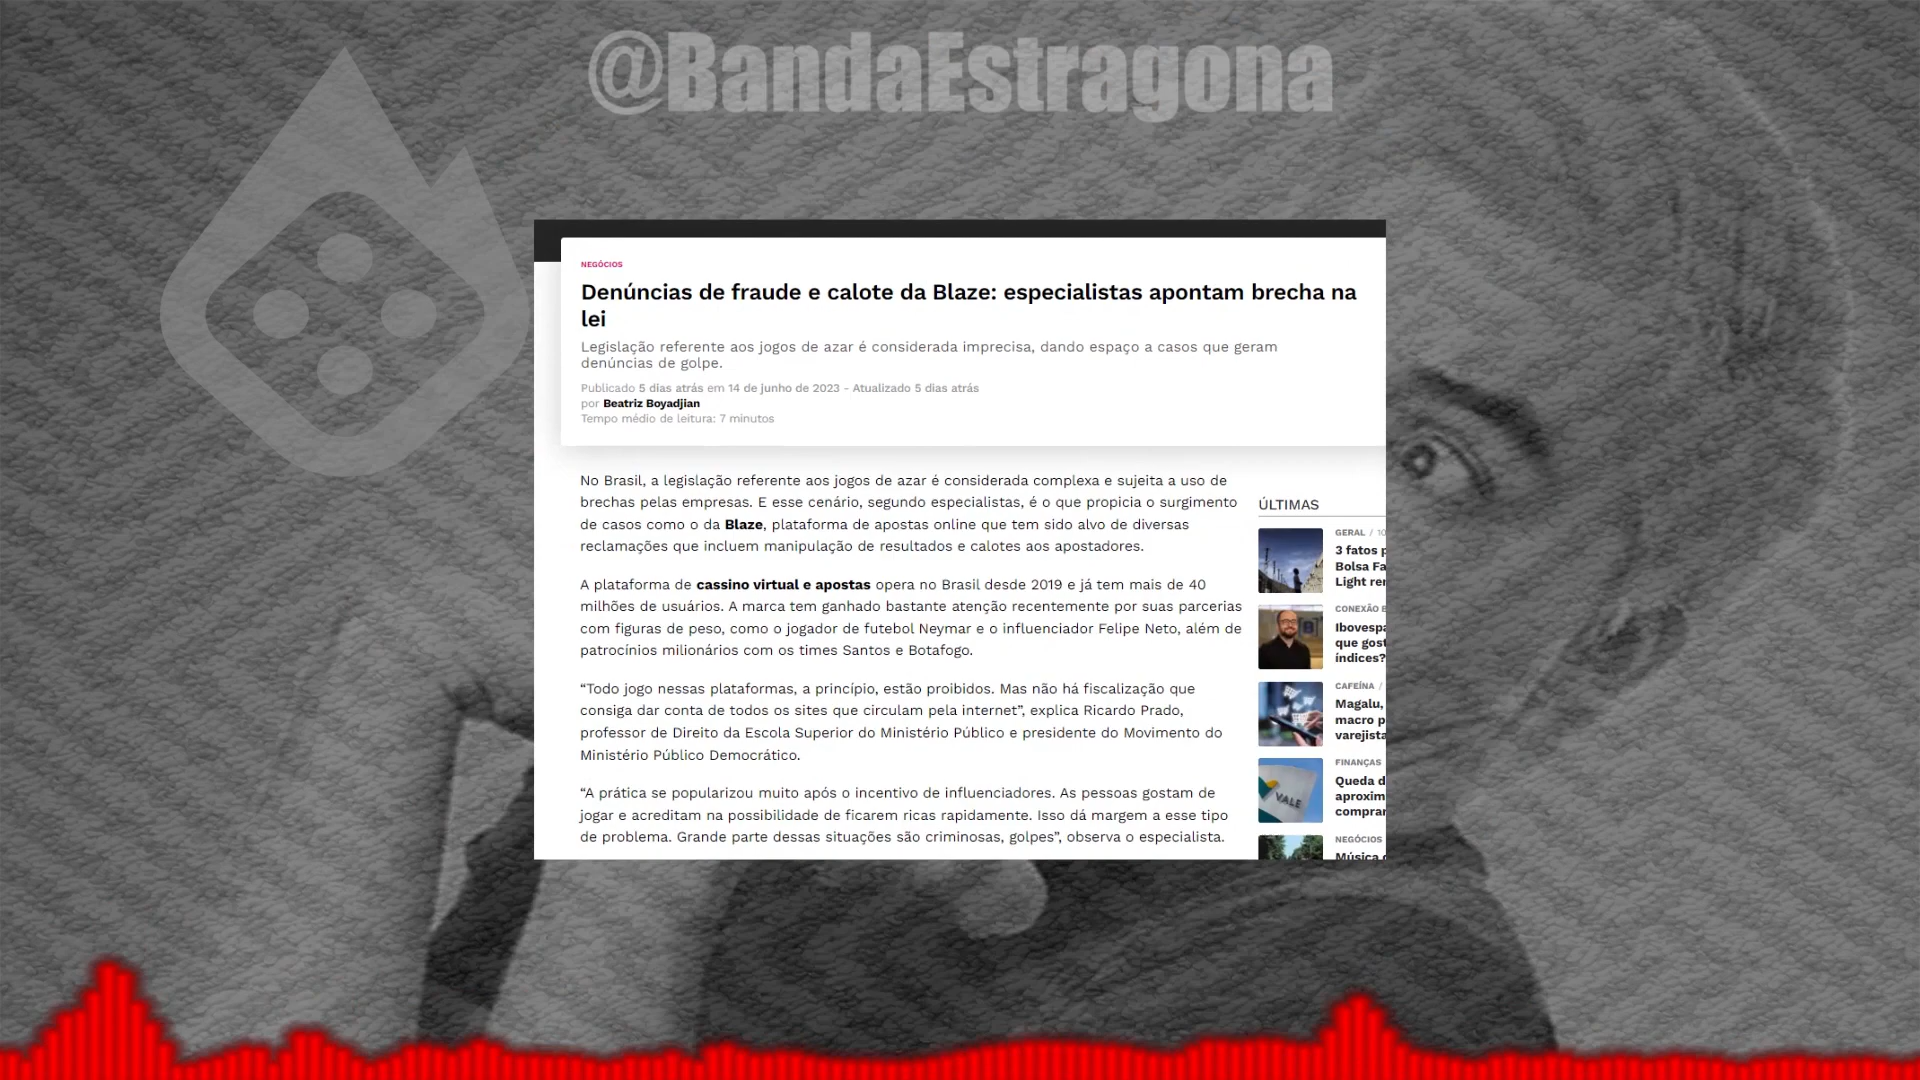 @BandaEstragona
NEGÓCIOS
Denúncias de fraude e calote da Blaze: especialistas apontam brecha na
lei
Legislação referente aos jogos de azar é considerada imprecisa, dando espaço a casos que geram
denúncias de golpe.
Publicado 5 dias atrás em 14 de junho de 2023 - Atualizado 5 dias atrás
por Beatriz Boyadjian
Tempo médio de leitura: 7 minutos
No Brasil, a legislação referente aos jogos de azar é considerada complexa e sujeita a uso de
brechas pelas empresas. E esse cenário, segundo especialistas, é o que propicia o surgimento
de casos como o da Blaze, plataforma de apostas online que tem sido alvo de diversas
reclamações que incluem manipulação de resultados e calotes aos apostadores.
A plataforma de cassino virtual e apostas opera no Brasil desde 2019 e já tem mais de 40
milhões de usuários. A marca tem ganhado bastante atenção recentemente por suas parcerias
com figuras de peso, como o jogador de futebol Neymar e o influenciador Felipe Neto, além de
patrocínios milionários com os times Santos e Botafogo.
“Todo jogo nessas plataformas, a princípio, estão proibidos. Mas não há fiscalização que
consiga dar conta de todos os sites que circulam pela internet”, explica Ricardo Prado,
professor de Direito da Escola Superior do Ministério Público e presidente do Movimento do
Ministério Público Democrático.
“A prática se popularizou muito após o incentivo de influenciadores. As pessoas gostam de
jogar e acreditam na possibilidade de ficarem ricas rapidamente. Isso dá margem a esse tipo
de problema. Grande parte dessas situações são criminosas, golpes”, observa o especialista.
ÚLTIMAS
GERAL /
3 fatos
Bolsa Fa
Light
CONEXÃO
Ibovespa
que
índices?
CAFEÍNA /
Magalu,
macro
varejista
FINANÇAS
Queda
aproxim
comprar
VALE
NEGÓCIOS
Música